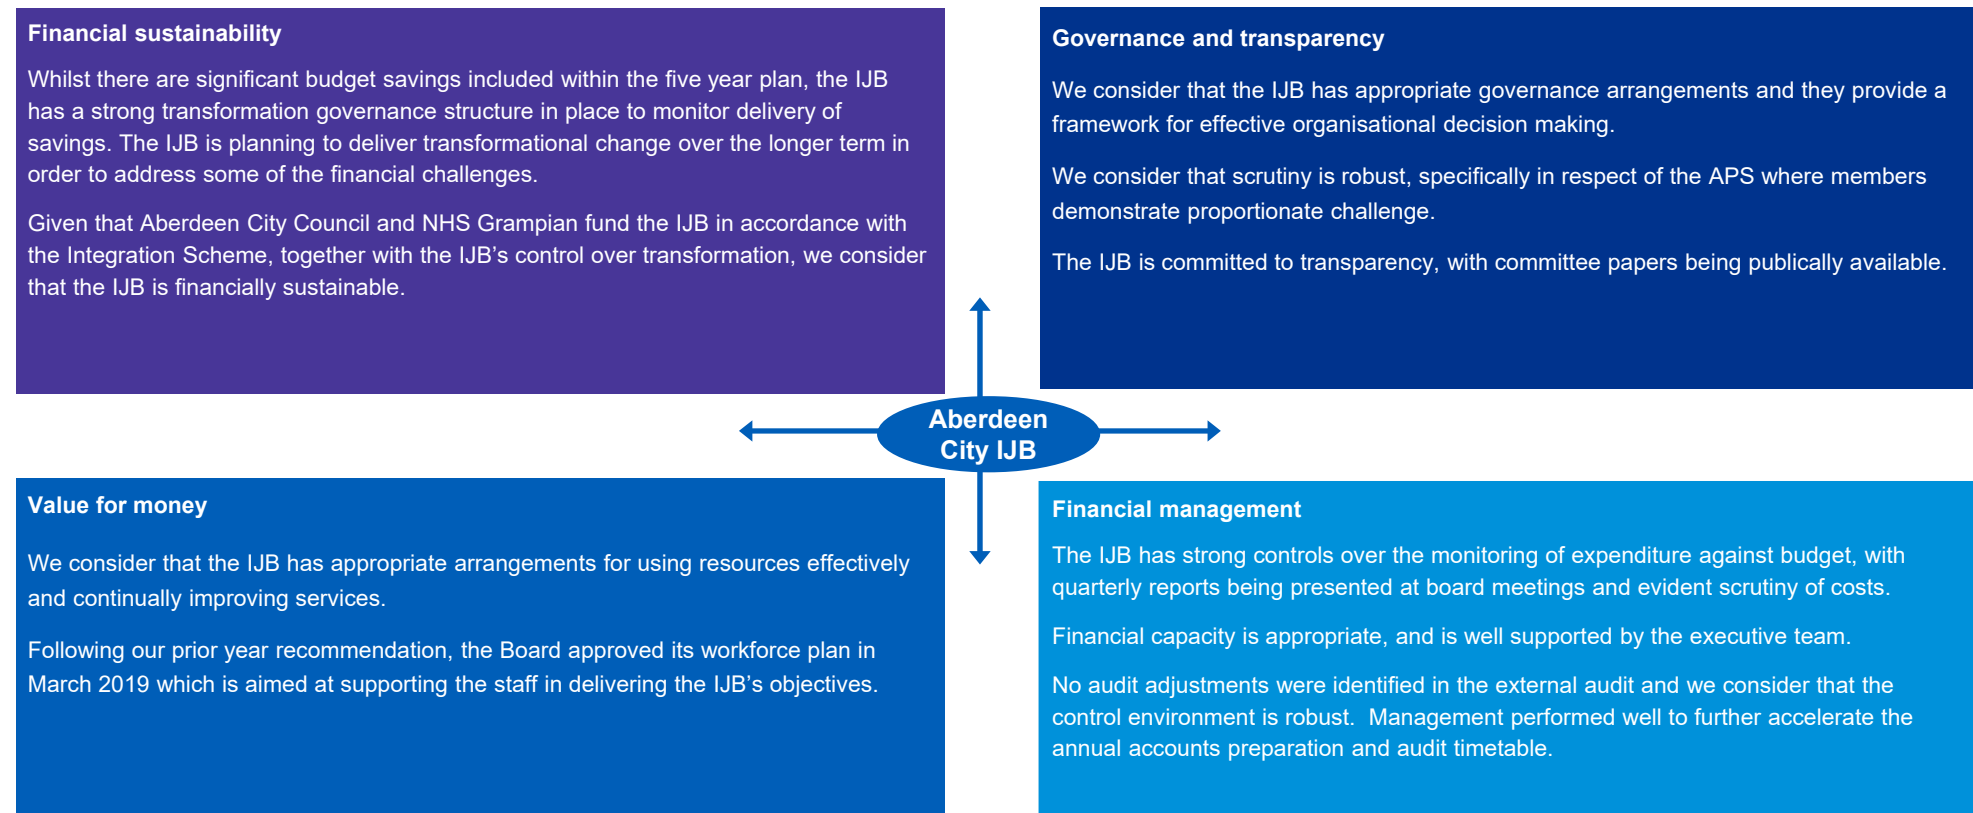 Financial sustainability
Whilst there are significant budget savings included within the five year plan, the IJB
has a strong transformation governance structure in place to monitor delivery of
savings. The IJB is planning to deliver transformational change over the longer term in
order to address some of the financial challenges.
Given that Aberdeen City Council and NHS Grampian fund the IJB in accordance with
the Integration Scheme, together with the IJB's control over transformation, we consider
that the IJB is financially sustainable.
Governance and transparency
We consider that the IJB has appropriate governance arrangements and they provide a
framework for effective organisational decision making.
We consider that scrutiny is robust, specifically in respect of the APS where members
demonstrate proportionate challenge.
The IJB is committed to transparency, with committee papers being publically available.
Aberdeen
City IJB
Value for money
We consider that the IJB has appropriate arrangements for using resources effectively
and continually improving services.
Following our prior year recommendation, the Board approved its workforce plan in
March 2019 which is aimed at supporting the staff in delivering the IJB's objectives.
Financial management
The IJB has strong controls over the monitoring of expenditure against budget, with
quarterly reports being presented at board meetings and evident scrutiny of costs.
Financial capacity is appropriate, and is well supported by the executive team.
No audit adjustments were identified in the external audit and we consider that the
control environment is robust.  Management performed well to further accelerate the
annual accounts preparation and audit timetable.